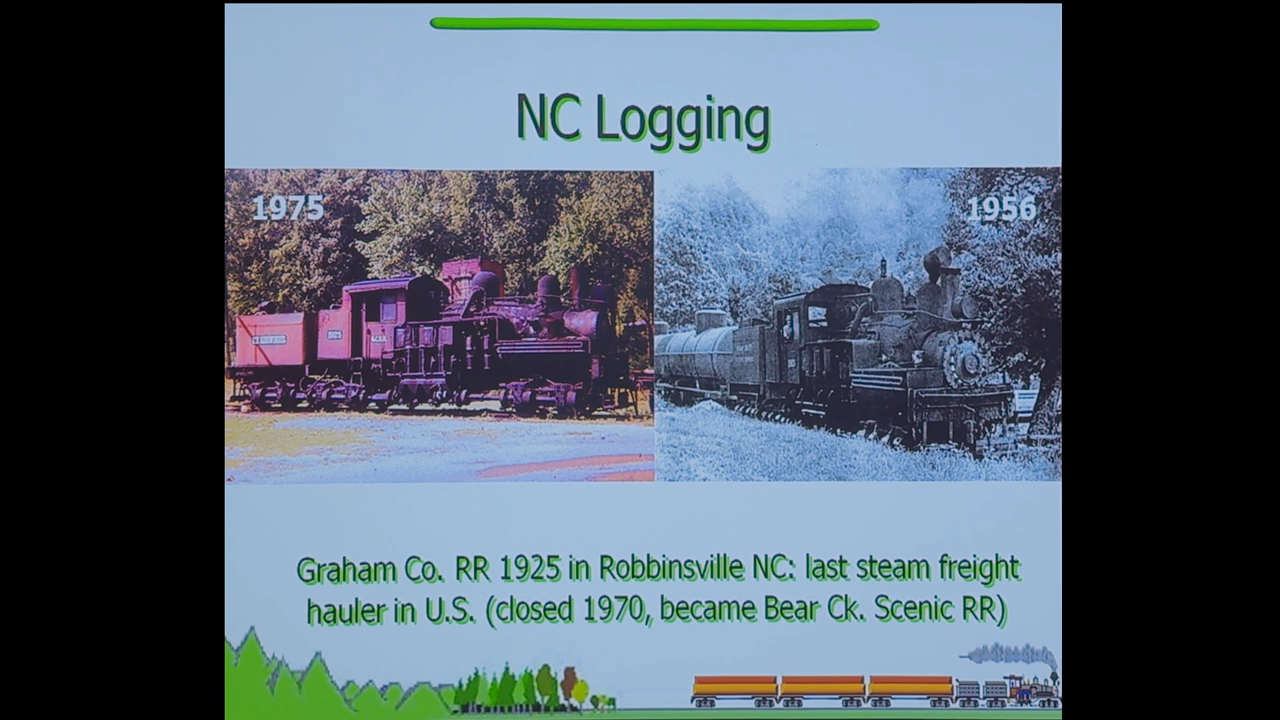 NC Logging
1975
1956
1925
Graham Co. RR 1925 in Robbinsville NC: last steam freight
hauler in U.S. (closed 1970, became Bear Ck. Scenic RR)